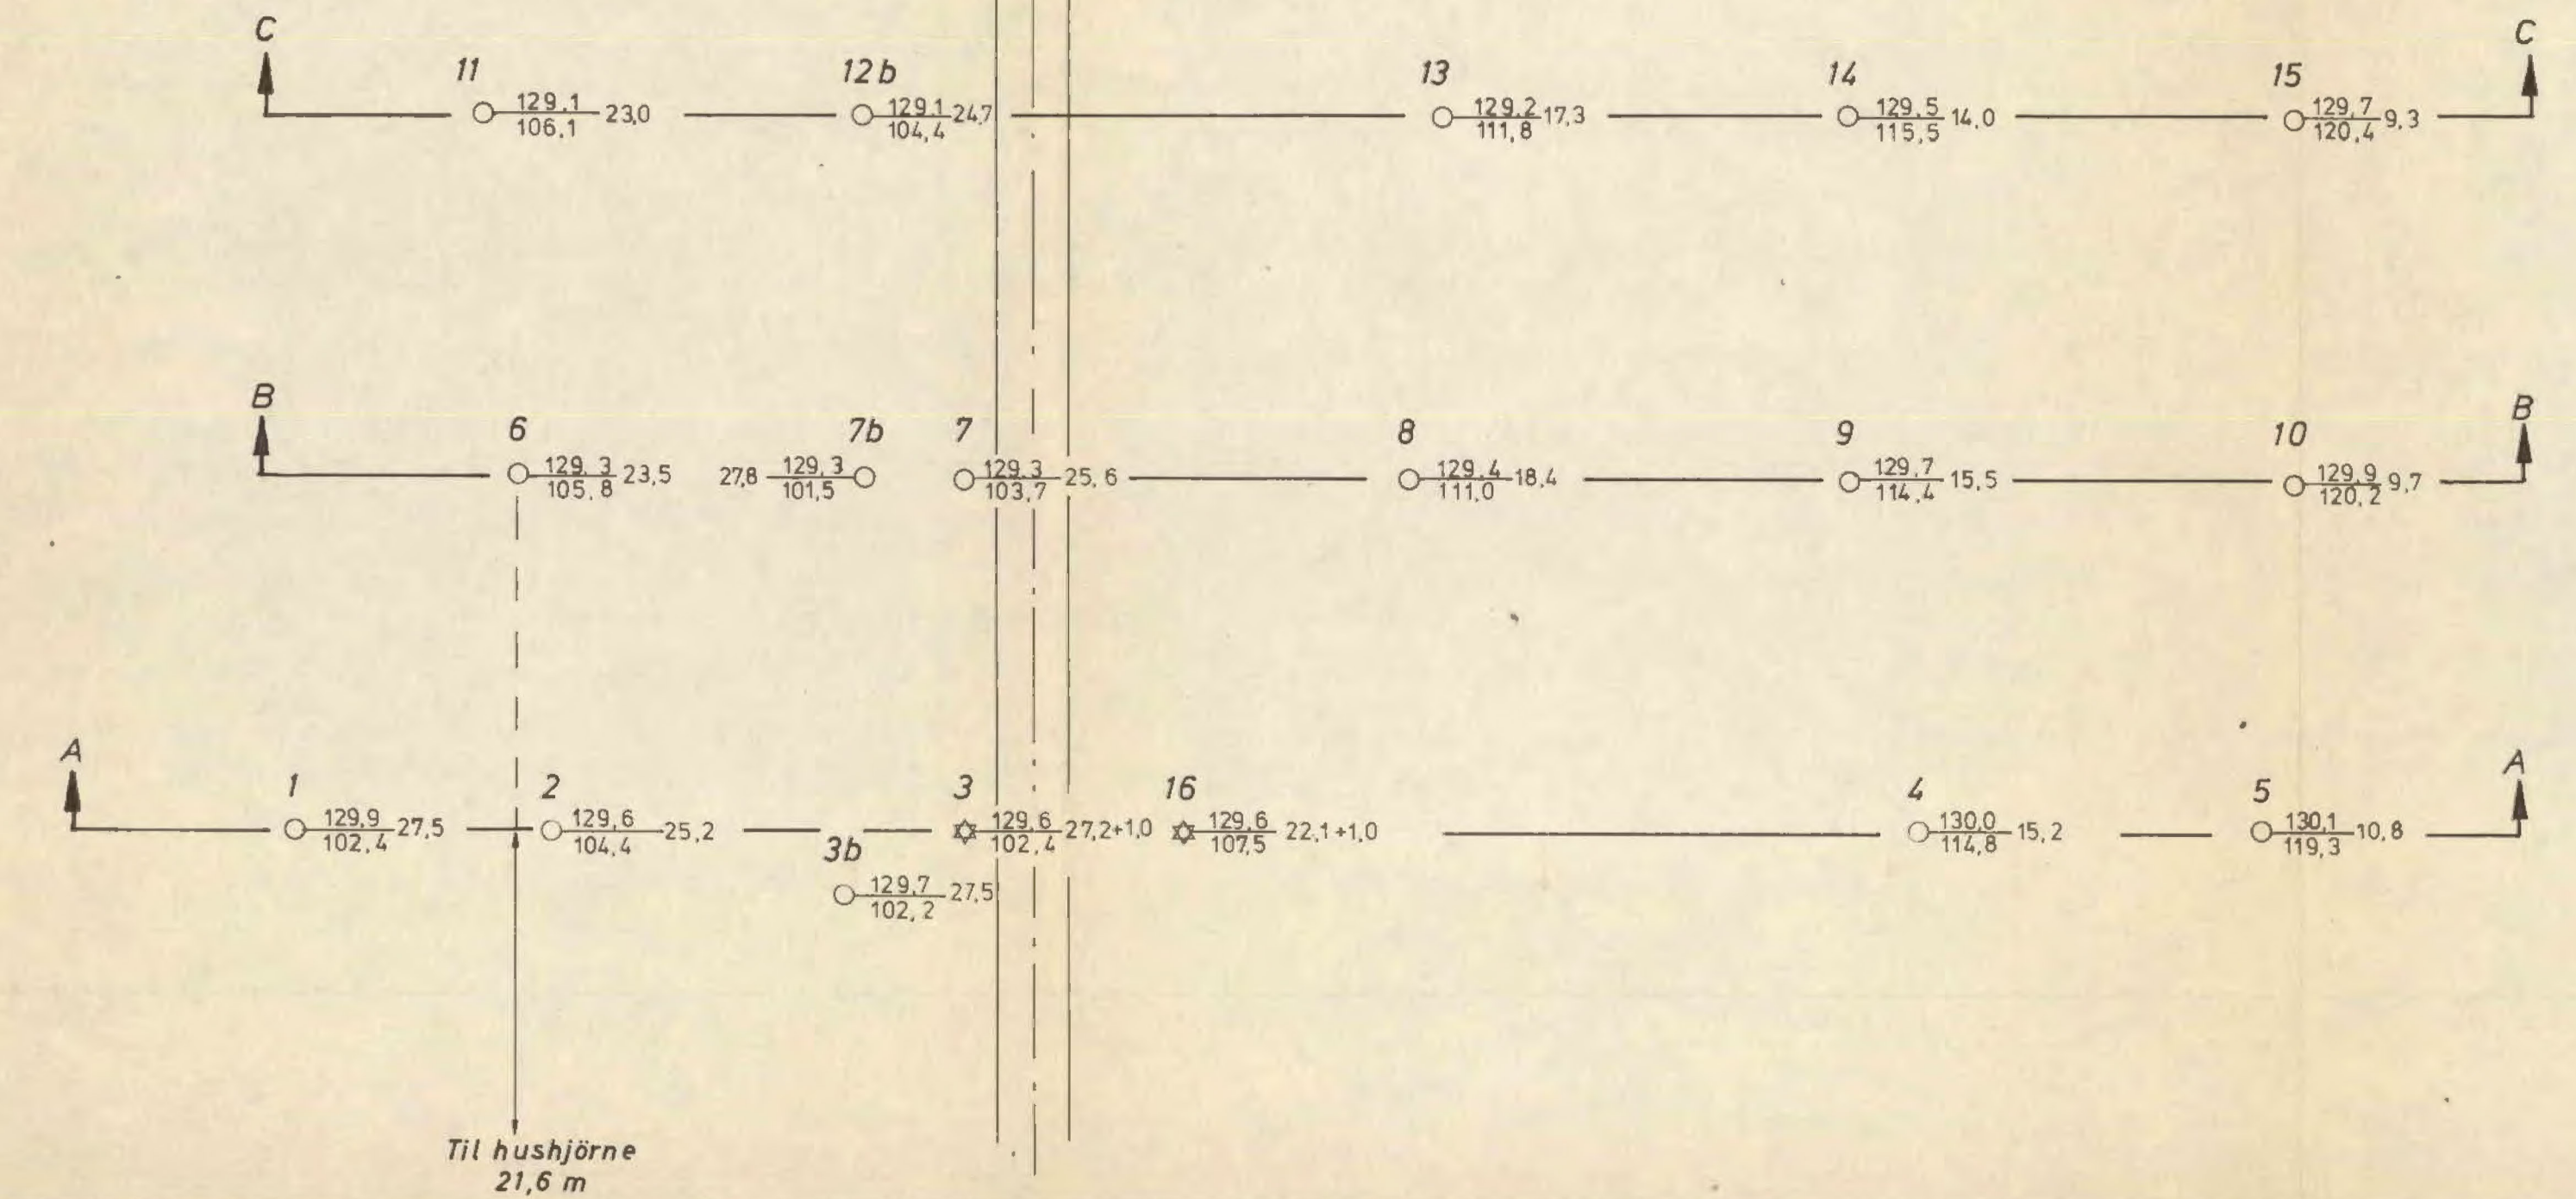 C C
11 12b 13 14 15
129.1 23,0 129.1 24,7 129.2 17,3 129.5 14.0 129.7 9.3
106,1 104,4 111,8 115,5 120,4
B B
6 7b 7 8 9 10
129.3 23,5 27,8 129,3 129.3 25,6 129.4 18,4 129.7 15,5 129.9 9.7
105,8 101,5 103,7 111,0 114,4 120,2
A A
1 2 3 16 4 5
129,9 27,5 129,6 25,2 129.6 27,2+1,0 129.6 22,1+1,0 130,0 15,2 130,1 10,8
102,4 104,4 102,4 107,5 114,8 119,3
3b
129,7 27,5
102,2
Til hushjörne
21,6 m